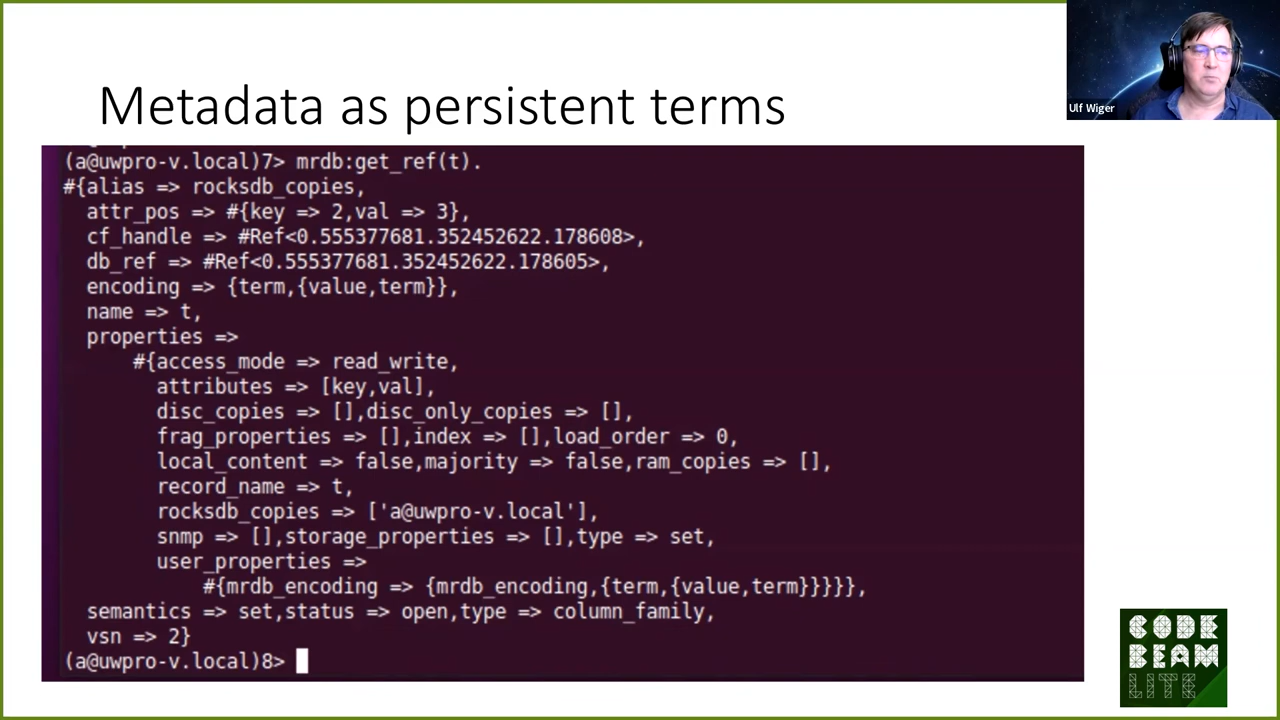 Metadata as persistent terms
Ulf Wiger
(a@uwpro-v.local)7> mrdb:get_ref(t).
#{alias => rocksdb_copies,
attr_pos => #{key => 2,val => 3},
cf_handle => #Ref<0.555377681.352452622.178608>,
db_ref => #Ref<0.555377681.352452622.178605>,
encoding => {term,{value,term}},
name => t,
properties =>
#{access_mode => read_write,
attributes => [key,val],
disc_copies => [],disc_only_copies => [],
frag_properties => [],index => [],load_order => 0,
local_content => false,majority => false,ram_copies => [],
record_name => t,
rocksdb_copies => ['a@uwpro-v.local'],
snmp => [],storage_properties => [],type => set,
user_properties =>
#{mrdb_encoding => {mrdb_encoding,{term,{value,term}}}}},
semantics => set,status => open,type => column_family,
vsn => 2}
(a@uwpro-v.local)8>
CODE
BEAM
LITE